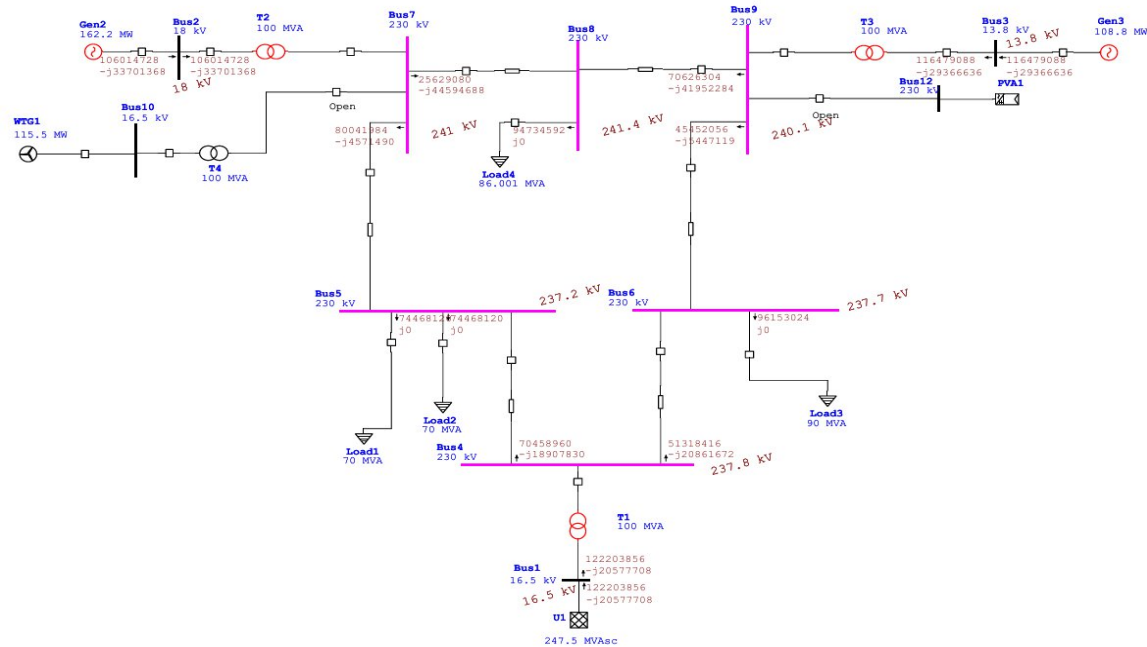 Gen2
162.2 MW
Bus2
18 kV
T2
100 MVA
Bus7
230 kV
Bus8
230 kV
Bus9
230 kV
T3
100 MVA
Bus3
13.8 kV
13.8 kV
Gen3
108.8 MW
106014728
-j33701368
106014728
-j33701368
18 kV
25629080
-j44594688
70626304
-j41952284
116479088
-j29366636
116479088
-j29366636
Bus12
230 kV
PVA1
Open
Open
Bus10
16.5 kV
WTG1
115.5 MW
T4
100 MVA
80041984
-j4571490
241 kV
94734592
j0
241.4 kV
45452056
-j5447119
240.1 kV
Load4
86.001 MVA
Bus5
230 kV
237.2 kV
Bus6
230 kV
237.7 kV
74468120
j0
j0
96153024
j0
Load1
70 MVA
Load2
70 MVA
Load3
90 MVA
Bus4
230 kV
70458960
-j18907830
51318416
-j20861672
237.8 kV
T1
100 MVA
Bus1
16.5 kV
16.5 kV
122203856
-j20577708
122203856
-j20577708
U1
247.5 MVAsc